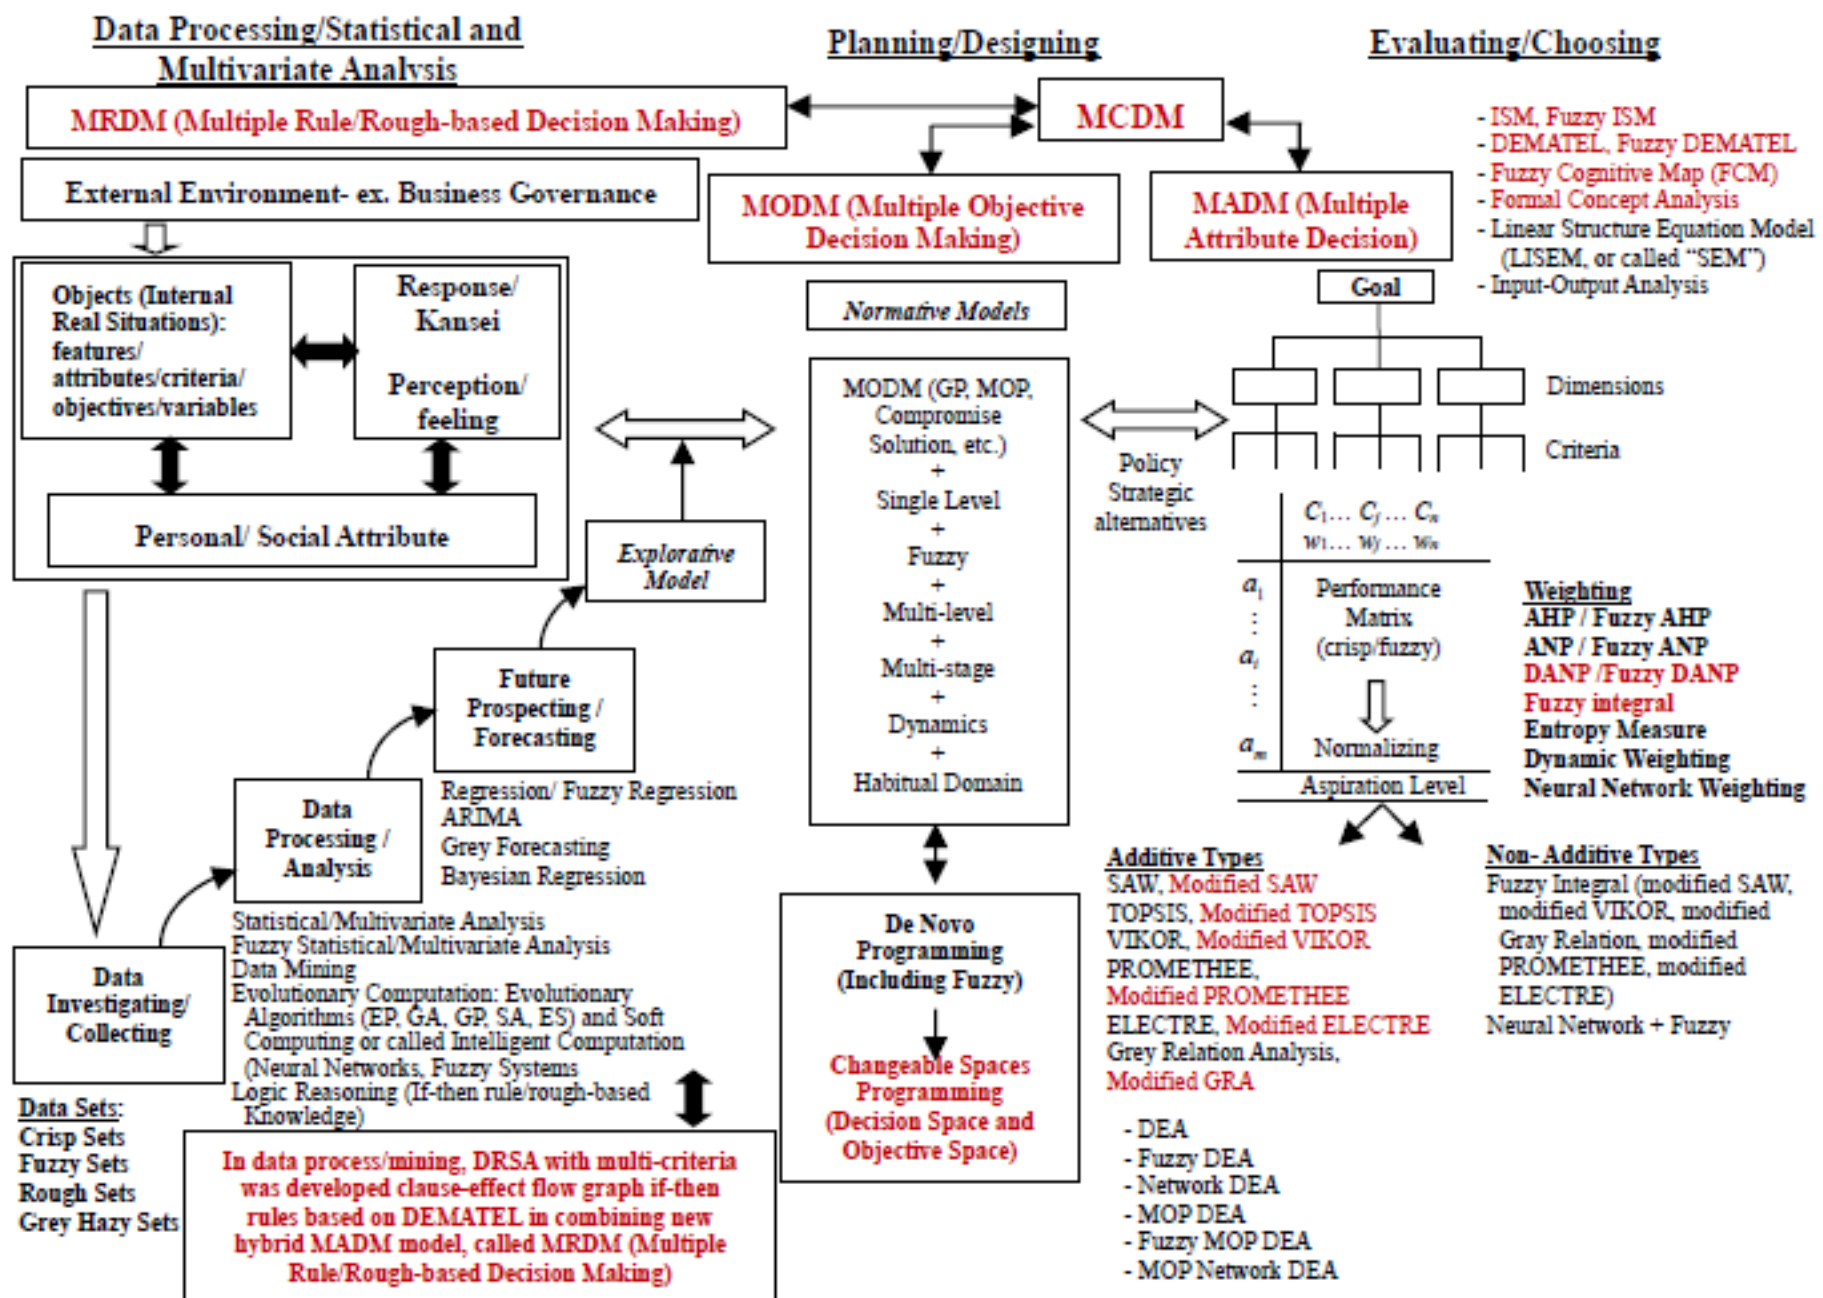 Data Processing/Statistical and
Multivariate Analysis
Planning/Designing
Evaluating/Choosing
MRDM (Multiple Rule/Rough-based Decision Making)
MCDM
External Environment- ex. Business Governance
MODM (Multiple Objective
Decision Making)
MADM (Multiple
Attribute Decision)
- ISM, Fuzzy ISM
- DEMATEL, Fuzzy DEMATEL
- Fuzzy Cognitive Map (FCM)
- Formal Concept Analysis
- Linear Structure Equation Model
(LISEM, or called “SEM”)
- Input-Output Analysis
Objects (Internal
Real Situations):
features/
attributes/criteria/
objectives/variables
Response/
Kansei
Perception/
feeling
Personal/ Social Attribute
Explorative
Model
Future
Prospecting /
Forecasting
Regression/ Fuzzy Regression
ARIMA
Grey Forecasting
Bayesian Regression
Data
Processing /
Analysis
Statistical/Multivariate Analysis
Fuzzy Statistical/Multivariate Analysis
Data Mining
Evolutionary Computation: Evolutionary
Algorithms (EP, GA, GP, SA, ES) and Soft
Computing or called Intelligent Computation
(Neural Networks, Fuzzy Systems
Logic Reasoning (If-then rule/rough-based
Knowledge)
Data
Investigating/
Collecting
Data Sets:
Crisp Sets
Fuzzy Sets
Rough Sets
Grey Hazy Sets
In data process/mining, DRSA with multi-criteria
was developed clause-effect flow graph if-then
rules based on DEMATEL in combining new
hybrid MADM model, called MRDM (Multiple
Rule/Rough-based Decision Making)
Normative Models
MODM (GP, MOP,
Compromise
Solution, etc.)
+
Single Level
+
Fuzzy
+
Multi-level
+
Multi-stage
+
Dynamics
+
Habitual Domain
De Novo
Programming
(Including Fuzzy)
Changeable Spaces
Programming
(Decision Space and
Objective Space)
Policy
Strategic
alternatives
Goal
Dimensions
Criteria
C1… Cj … Cn
w1… wj … wn
a1
⋮
ai
⋮
am
Performance
Matrix
(crisp/fuzzy)
Normalizing
Aspiration Level
Weighting
AHP / Fuzzy AHP
ANP / Fuzzy ANP
DANP /Fuzzy DANP
Fuzzy integral
Entropy Measure
Dynamic Weighting
Neural Network Weighting
Additive Types
SAW, Modified SAW
TOPSIS, Modified TOPSIS
VIKOR, Modified VIKOR
PROMETHEE,
Modified PROMETHEE
ELECTRE, Modified ELECTRE
Grey Relation Analysis,
Modified GRA
- DEA
- Fuzzy DEA
- Network DEA
- MOP DEA
- Fuzzy MOP DEA
- MOP Network DEA
Non- Additive Types
Fuzzy Integral (modified SAW,
modified VIKOR, modified
Gray Relation, modified
PROMETHEE, modified
ELECTRE)
Neural Network + Fuzzy